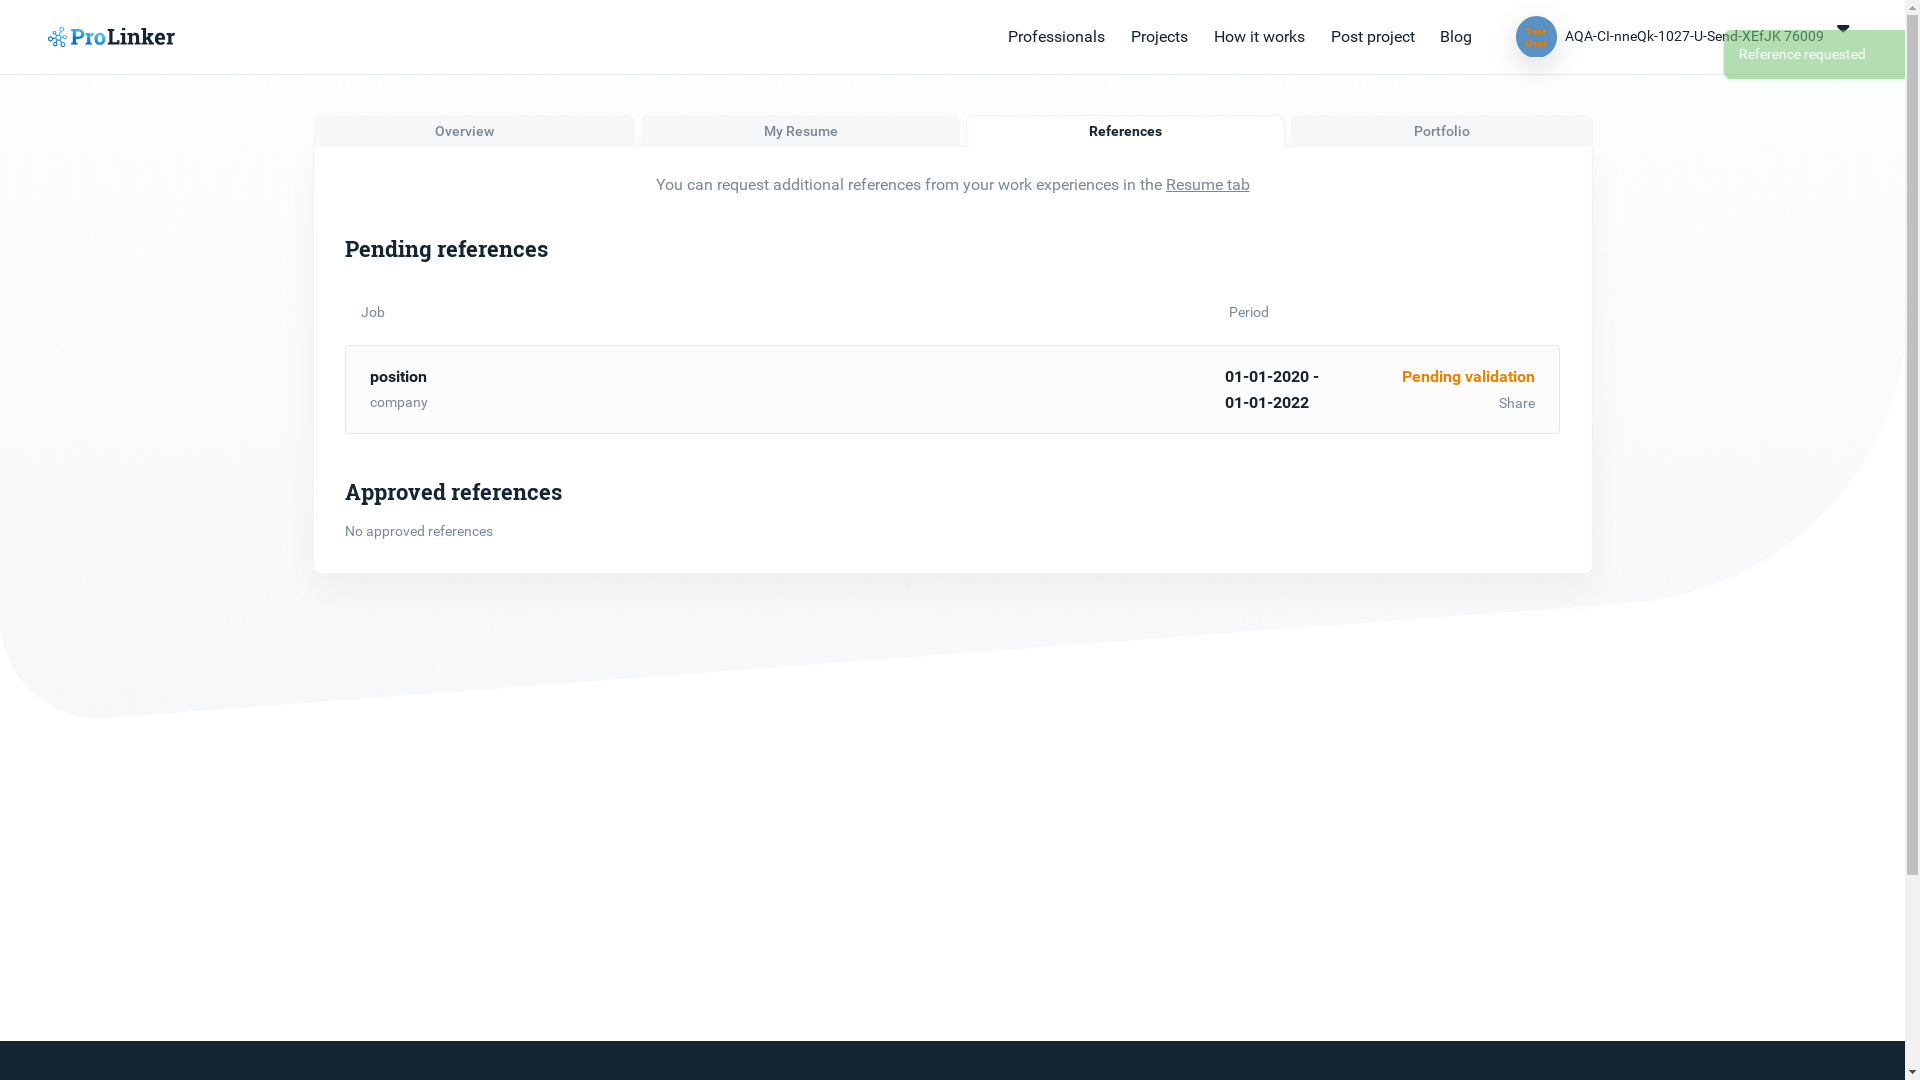 ProLinker
Professionals
Projects
How it works
Post project
Blog
Test
User
AQA-CI-nneQk-1027-U-Send-XEfJK 76009
Reference requested
Overview
My Resume
References
Portfolio
You can request additional references from your work experiences in the Resume tab
Pending references
Job
Period
position
01-01-2020 -
Pending validation
company
01-01-2022
Share
Approved references
No approved references